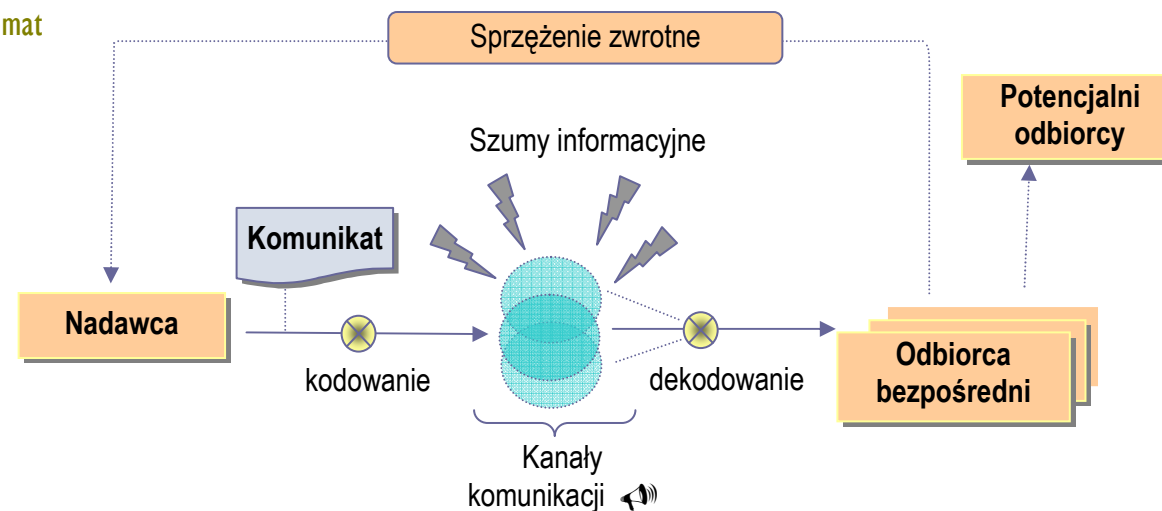 mat
Sprzężenie zwrotne
Potencjalni
odbiorcy
Szumy informacyjne
Komunikat
Nadawca
kodowanie
dekodowanie
Odbiorca
bezpośredni
Kanały
komunikacji